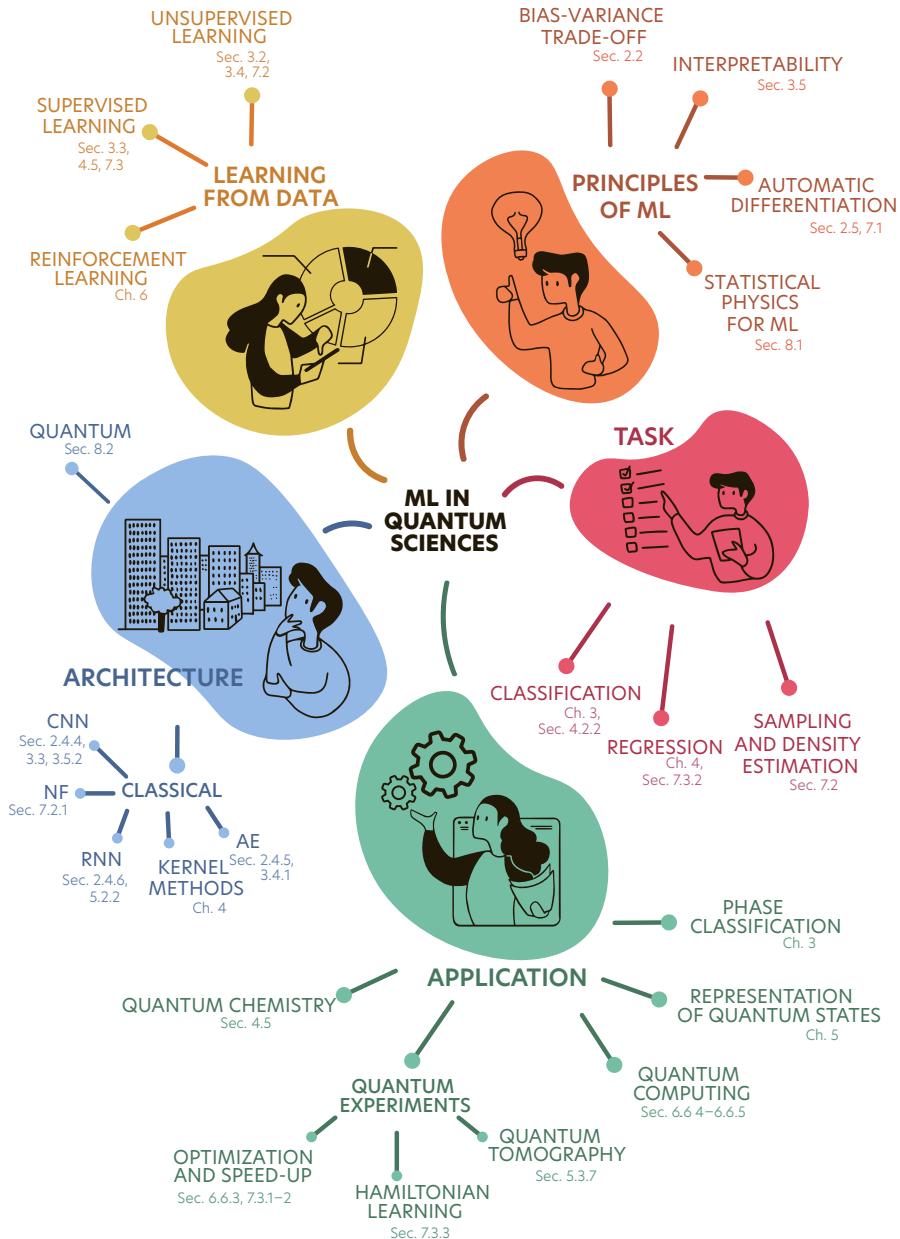 UNSUPERVISED
LEARNING
Sec. 3.2,
3.4, 7.2
SUPERVISED
LEARNING
Sec. 3.3,
4.5, 7.3
LEARNING
FROM DATA
REINFORCEMENT
LEARNING
Ch. 6
BIAS-VARIANCE
TRADE-OFF
Sec. 2.2
INTERPRETABILITY
Sec. 3.5
PRINCIPLES
OF ML
AUTOMATIC
DIFFERENTIATION
Sec. 2.5, 7.1
STATISTICAL
PHYSICS
FOR ML
Sec. 8.1
QUANTUM
Sec. 8.2
TASK
ML IN
QUANTUM
SCIENCES
ARCHITECTURE
CNN
Sec. 2.4.4,
3.3, 3.5.2
NF
Sec. 7.2.1
CLASSICAL
RNN
Sec. 2.4.6,
5.2.2
KERNEL
METHODS
Ch. 4
AE
Sec. 2.4.5,
3.4.1
CLASSIFICATION
Ch. 3,
Sec. 4.2.2
REGRESSION
Ch. 4,
Sec. 7.3.2
SAMPLING
AND DENSITY
ESTIMATION
Sec. 7.2
APPLICATION
PHASE
CLASSIFICATION
Ch. 3
QUANTUM CHEMISTRY
Sec. 4.5
REPRESENTATION
OF QUANTUM STATES
Ch. 5
QUANTUM
COMPUTING
Sec. 6.6 4–6.6.5
QUANTUM
EXPERIMENTS
OPTIMIZATION
AND SPEED-UP
Sec. 6.6.3, 7.3.1–2
HAMILTONIAN
LEARNING
Sec. 7.3.3
QUANTUM
TOMOGRAPHY
Sec. 5.3.7